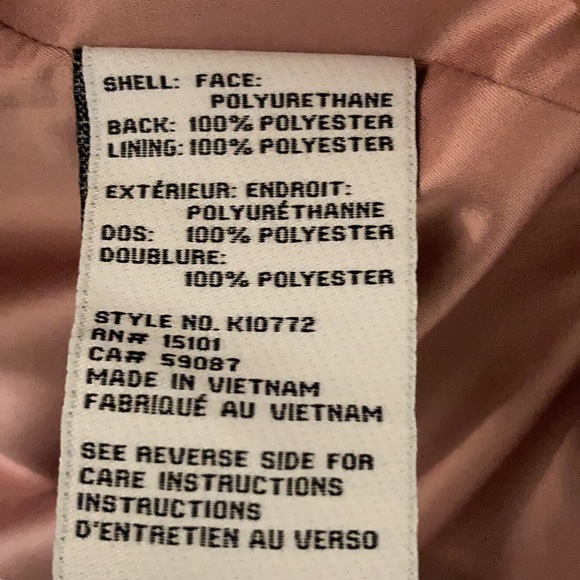 SHELL: FACE:
POLYURETHANE
BACK: 100% POLYESTER
LINING: 100% POLYESTER
EXTÉRIEUR: ENDROIT:
POLYURÉTHANNE
DOS: 100% POLYESTER
DOUBLURE:
100% POLYESTER
STYLE NO. K10772
RN# 15101
CA# 59087
MADE IN VIETNAM
FABRIQUÉ AU VIETNAM
SEE REVERSE SIDE FOR
CARE INSTRUCTIONS
INSTRUCTIONS
D'ENTRETIEN AU VERSO